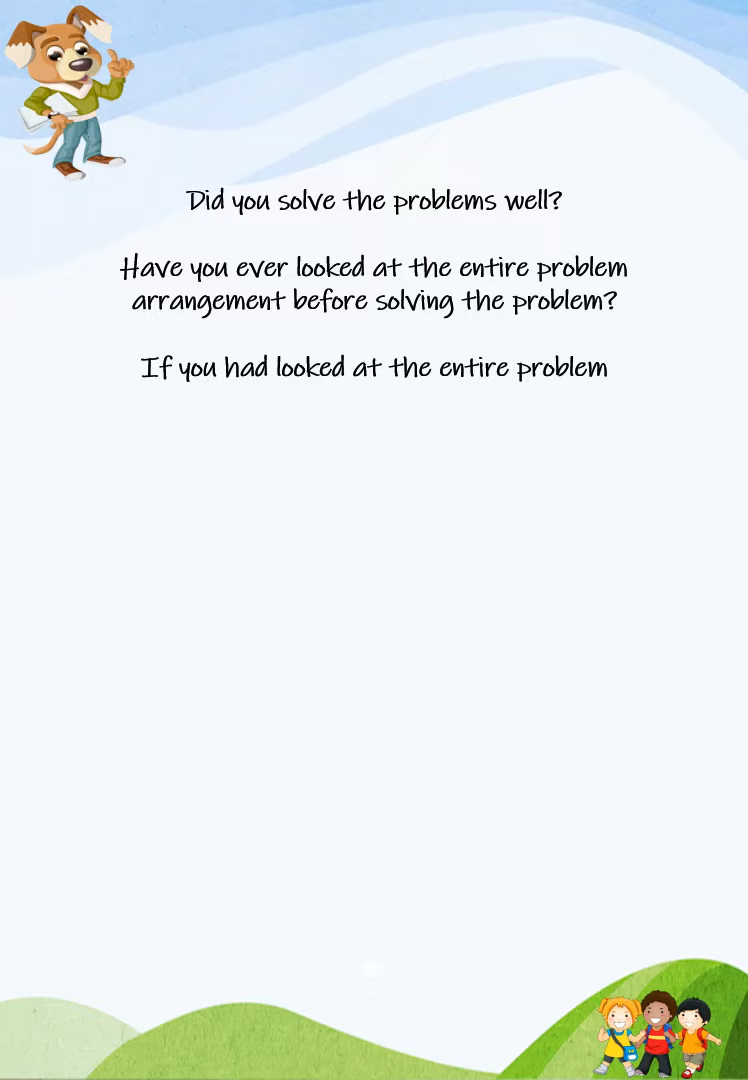 Did you solve the problems well?
Have you ever looked at the entire problem
arrangement before solving the problem?
If you had looked at the entire problem